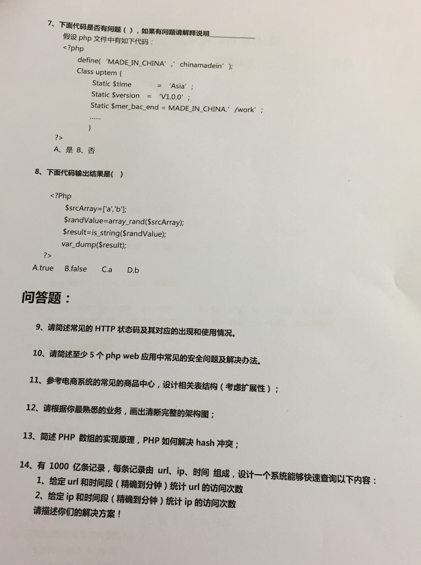 7、下面代码是否有问题（ ），如果有问题请解释说明____________
假设 php 文件中有如下代码：
<?php
define( 'MADE_IN_CHINA' ,' chinamadein' );
Class uptem {
Static $time = 'Asia' ;
Static $version = 'V1.0.0' ;
Static $mer_bac_end = MADE_IN_CHINA.' /work' ;
......
}
?>
A、是 B、否
8、下面代码输出结果是( )
<?Php
$srcArray=['a','b'];
$randValue=array_rand($srcArray);
$result=is_string($randValue);
var_dump($result);
?>
A.true B.false C.a D.b
问答题：
9、请简述常见的 HTTP 状态码及其对应的出现和使用情况。
10、请简述至少 5 个 php web 应用中常见的安全问题及解决办法。
11、参考电商系统的常见的商品中心，设计相关表结构（考虑扩展性）；
12、请根据你最熟悉的业务，画出清晰完整的架构图；
13、简述 PHP 数组的实现原理，PHP 如何解决 hash 冲突；
14、有 1000 亿条记录，每条记录由 url、ip、时间 组成，设计一个系统能够快速查询以下内容：
1、给定 url 和时间段（精确到分钟）统计 url 的访问次数
2、给定 ip 和时间段（精确到分钟）统计 ip 的访问次数
请描述你们的解决方案！